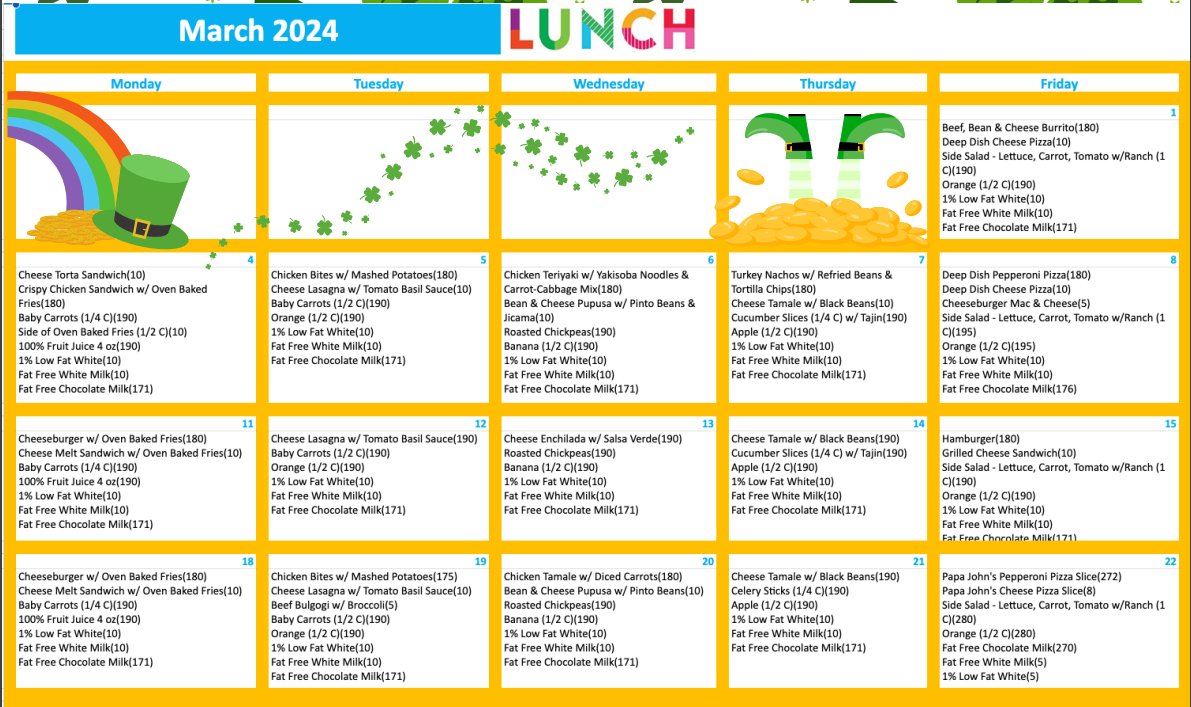 March 2024
LUNCH
Monday
Tuesday
Wednesday
Thursday
Friday
1
Beef, Bean & Cheese Burrito(180)
Deep Dish Cheese Pizza(10)
Side Salad - Lettuce, Carrot, Tomato w/Ranch (1
C)(190)
Orange (1/2 C)(190)
1% Low Fat White(10)
Fat Free White Milk(10)
Fat Free Chocolate Milk(171)
4
Cheese Torta Sandwich(10)
Crispy Chicken Sandwich w/ Oven Baked
Fries(180)
Baby Carrots (1/4 C)(190)
Side of Oven Baked Fries (1/2 C)(10)
100% Fruit Juice 4 oz(190)
1% Low Fat White(10)
Fat Free White Milk(10)
Fat Free Chocolate Milk(171)
5
Chicken Bites w/ Mashed Potatoes(180)
Cheese Lasagna w/ Tomato Basil Sauce(10)
Baby Carrots (1/2 C)(190)
Orange (1/2 C)(190)
1% Low Fat White(10)
Fat Free White Milk(10)
Fat Free Chocolate Milk(171)
6
Chicken Teriyaki w/ Yakisoba Noodles &
Carrot-Cabbage Mix(180)
Bean & Cheese Pupusa w/ Pinto Beans &
Jicama(10)
Roasted Chickpeas(190)
Banana (1/2 C)(190)
1% Low Fat White(10)
Fat Free White Milk(10)
Fat Free Chocolate Milk(171)
7
Turkey Nachos w/ Refried Beans &
Tortilla Chips(180)
Cheese Tamale w/ Black Beans(10)
Cucumber Slices (1/4 C) w/ Tajin(190)
Apple (1/2 C)(190)
1% Low Fat White(10)
Fat Free White Milk(10)
Fat Free Chocolate Milk(171)
8
Deep Dish Pepperoni Pizza(180)
Deep Dish Cheese Pizza(10)
Cheeseburger Mac & Cheese(5)
Side Salad - Lettuce, Carrot, Tomato w/Ranch (1
C)(195)
Orange (1/2 C)(195)
1% Low Fat White(10)
Fat Free White Milk(10)
Fat Free Chocolate Milk(176)
11
Cheeseburger w/ Oven Baked Fries(180)
Cheese Melt Sandwich w/ Oven Baked Fries(10)
Baby Carrots (1/4 C)(190)
100% Fruit Juice 4 oz(190)
1% Low Fat White(10)
Fat Free White Milk(10)
Fat Free Chocolate Milk(171)
12
Cheese Lasagna w/ Tomato Basil Sauce(190)
Baby Carrots (1/2 C)(190)
Orange (1/2 C)(190)
1% Low Fat White(10)
Fat Free White Milk(10)
Fat Free Chocolate Milk(171)
13
Cheese Enchilada w/ Salsa Verde(190)
Roasted Chickpeas(190)
Banana (1/2 C)(190)
1% Low Fat White(10)
Fat Free White Milk(10)
Fat Free Chocolate Milk(171)
14
Cheese Tamale w/ Black Beans(190)
Cucumber Slices (1/4 C) w/ Tajin(190)
Apple (1/2 C)(190)
1% Low Fat White(10)
Fat Free White Milk(10)
Fat Free Chocolate Milk(171)
15
Hamburger(180)
Grilled Cheese Sandwich(10)
Side Salad - Lettuce, Carrot, Tomato w/Ranch (1
C)(190)
Orange (1/2 C)(190)
1% Low Fat White(10)
Fat Free White Milk(10)
Fat Free Chocolate Milk(171)
18
Cheeseburger w/ Oven Baked Fries(180)
Cheese Melt Sandwich w/ Oven Baked Fries(10)
Baby Carrots (1/4 C)(190)
100% Fruit Juice 4 oz(190)
1% Low Fat White(10)
Fat Free White Milk(10)
Fat Free Chocolate Milk(171)
19
Chicken Bites w/ Mashed Potatoes(175)
Cheese Lasagna w/ Tomato Basil Sauce(10)
Beef Bulgogi w/ Broccoli(5)
Baby Carrots (1/2 C)(190)
Orange (1/2 C)(190)
1% Low Fat White(10)
Fat Free White Milk(10)
Fat Free Chocolate Milk(171)
20
Chicken Tamale w/ Diced Carrots(180)
Bean & Cheese Pupusa w/ Pinto Beans(10)
Roasted Chickpeas(190)
Banana (1/2 C)(190)
1% Low Fat White(10)
Fat Free White Milk(10)
Fat Free Chocolate Milk(171)
21
Cheese Tamale w/ Black Beans(190)
Celery Sticks (1/4 C)(190)
Apple (1/2 C)(190)
1% Low Fat White(10)
Fat Free White Milk(10)
Fat Free Chocolate Milk(171)
22
Papa John's Pepperoni Pizza Slice(272)
Papa John's Cheese Pizza Slice(8)
Side Salad - Lettuce, Carrot, Tomato w/Ranch (1
C)(280)
Orange (1/2 C)(280)
Fat Free Chocolate Milk(270)
Fat Free White Milk(5)
1% Low Fat White(5)